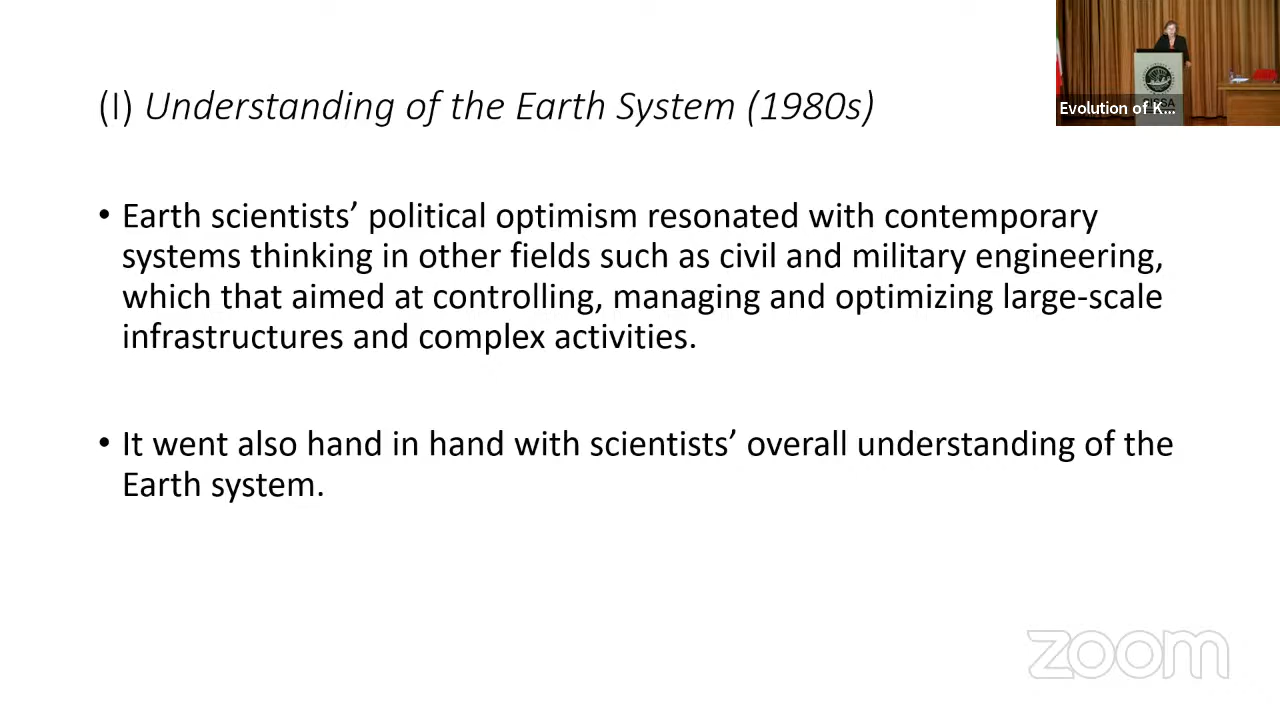 (I) Understanding of the Earth System (1980s)
Evolution of K...
• Earth scientists’ political optimism resonated with contemporary
systems thinking in other fields such as civil and military engineering,
which that aimed at controlling, managing and optimizing large-scale
infrastructures and complex activities.
• It went also hand in hand with scientists’ overall understanding of the
Earth system.
zoom